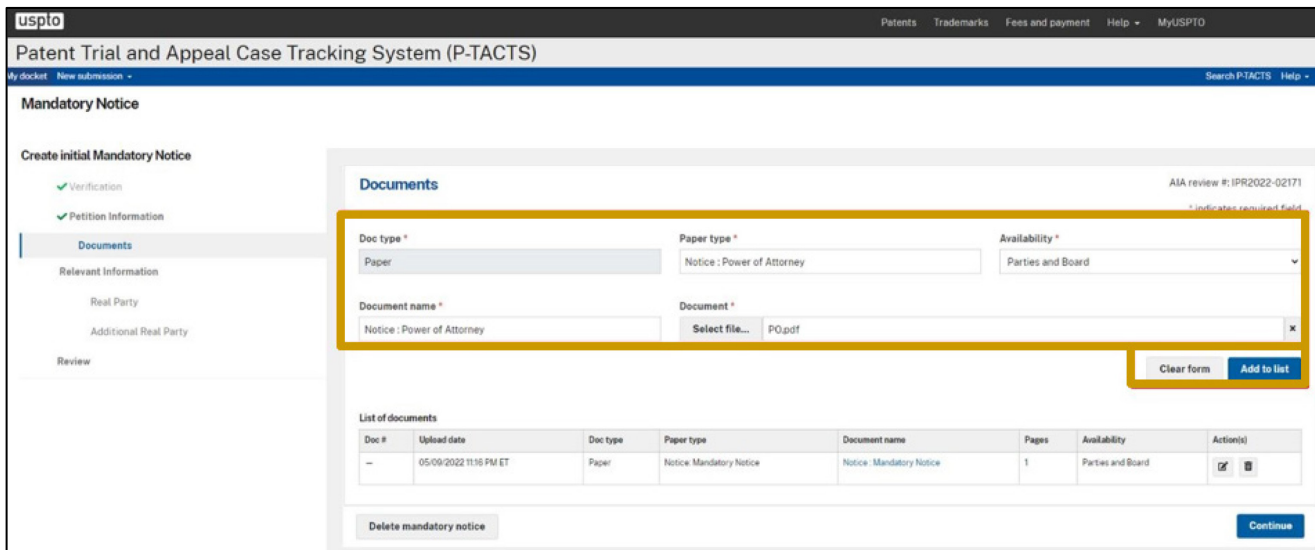 uspto
Patents Trademarks Fees and payment Help MyUSPTO
Patent Trial and Appeal Case Tracking System (P-TACTS)
My docket New submission Search P-TACTS Help
Mandatory Notice
Create initial Mandatory Notice
Verification
Petition Information
Documents
Relevant Information
Real Party
Additional Real Party
Review
Documents AIA review #: IPR2022-02171
* indicates required field
Doc type * Paper type * Availability *
Paper Notice : Power of Attorney Parties and Board
Document name * Document *
Notice : Power of Attorney Select file... PO.pdf x
Clear form Add to list
List of documents
Doc # Upload date Doc type Paper type Document name Pages Availability Action(s)
— 05/09/2022 11:16 PM ET Paper Notice: Mandatory Notice Notice : Mandatory Notice 1 Parties and Board
Delete mandatory notice Continue